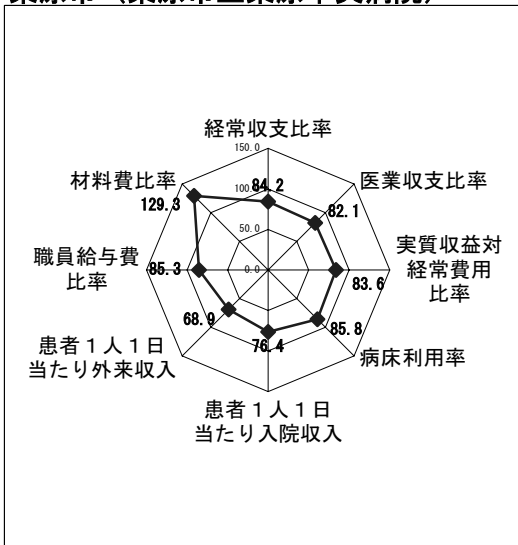 経常収支比率
150.0
材料費比率
129.3
100.0
84.2
医業収支比率
82.1
50.0
職員給与費
比率
85.3
0.0
実質収益対
経常費用
比率
83.6
68.9
85.8
患者１人１日
当たり外来収入
76.4
病床利用率
患者１人１日
当たり入院収入